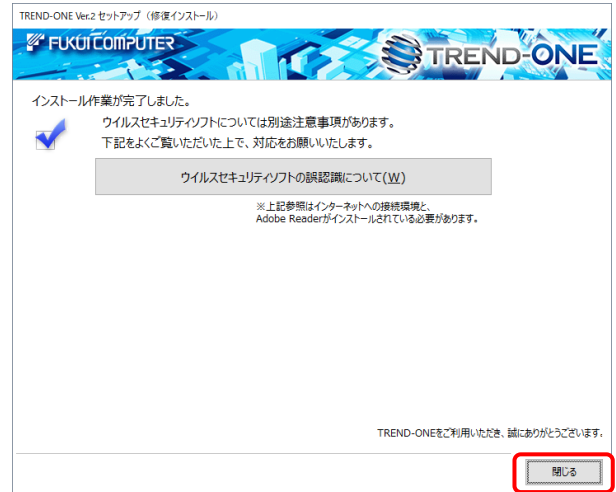 TREND-ONE Ver.2 セットアップ（修復インストール）
FUKUI COMPUTER
TREND-ONE
インストール作業が完了しました。
ウイルスセキュリティソフトについては別途注意事項があります。
下記をよくご覧いただいた上で、対応をお願いいたします。
ウイルスセキュリティソフトの誤認識について(W)
※上記参照はインターネットへの接続環境と、
Adobe Readerがインストールされている必要があります。
TREND-ONEをご利用いただき、誠にありがとうございます。
閉じる